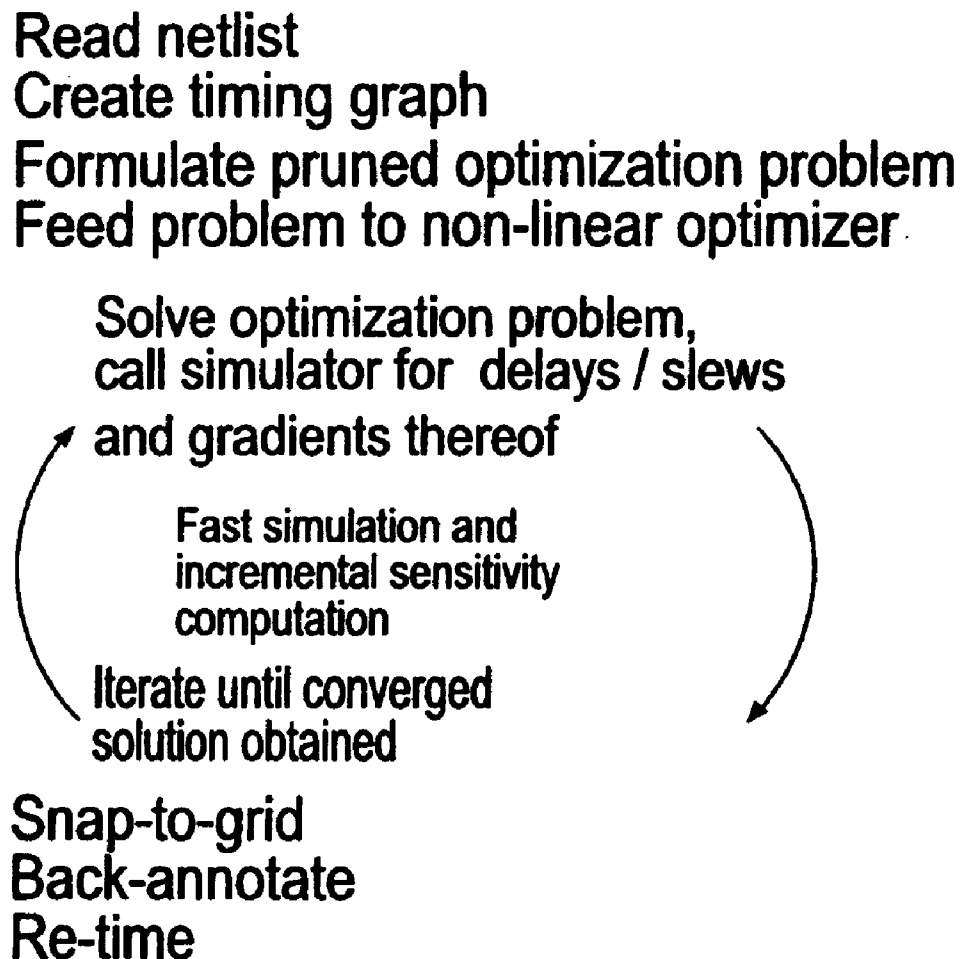 Read netlist
Create timing graph
Formulate pruned optimization problem
Feed problem to non-linear optimizer
Solve optimization problem,
call simulator for delays / slews
and gradients thereof
Fast simulation and
incremental sensitivity
computation
Iterate until converged
solution obtained
Snap-to-grid
Back-annotate
Re-time